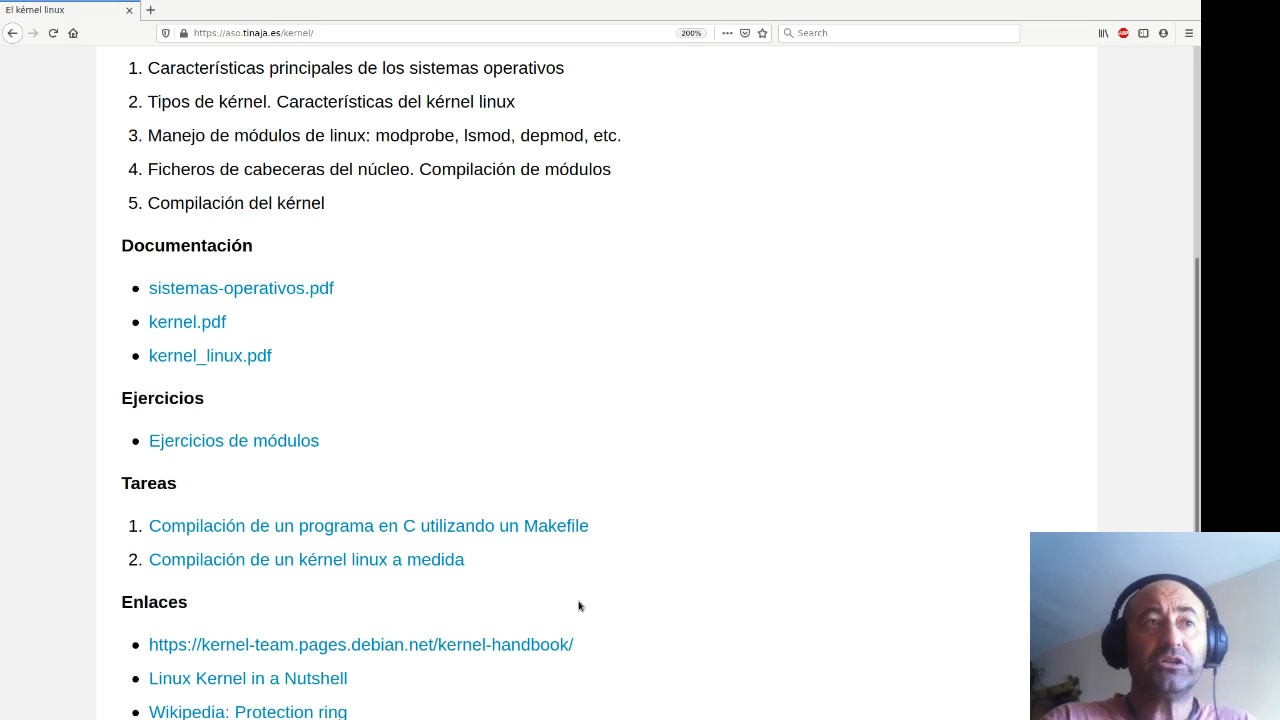 El kérnel linux
https://aso.tinaja.es/kernel/
200%
Search
ABP
1. Características principales de los sistemas operativos
2. Tipos de kérnel. Características del kérnel linux
3. Manejo de módulos de linux: modprobe, lsmod, depmod, etc.
4. Ficheros de cabeceras del núcleo. Compilación de módulos
5. Compilación del kérnel
Documentación
sistemas-operativos.pdf
kernel.pdf
kernel_linux.pdf
Ejercicios
Ejercicios de módulos
Tareas
1. Compilación de un programa en C utilizando un Makefile
2. Compilación de un kérnel linux a medida
Enlaces
https://kernel-team.pages.debian.net/kernel-handbook/
Linux Kernel in a Nutshell
Wikipedia: Protection ring